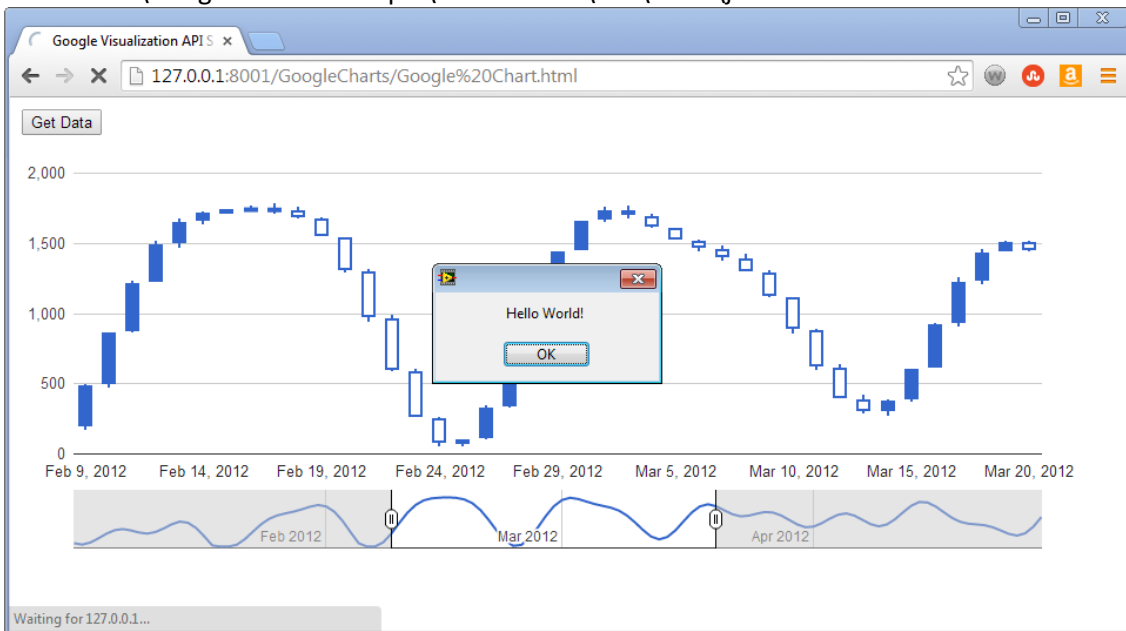 Google Visualization API S
127.0.0.1:8001/GoogleCharts/Google%20Chart.html
Get Data
2,000
1,500
1,000
500
0
Hello World!
OK
Feb 9, 2012 Feb 14, 2012 Feb 19, 2012 Feb 24, 2012 Feb 29, 2012 Mar 5, 2012 Mar 10, 2012 Mar 15, 2012 Mar 20, 2012
Feb 2012 Mar 2012 Apr 2012
Waiting for 127.0.0.1...